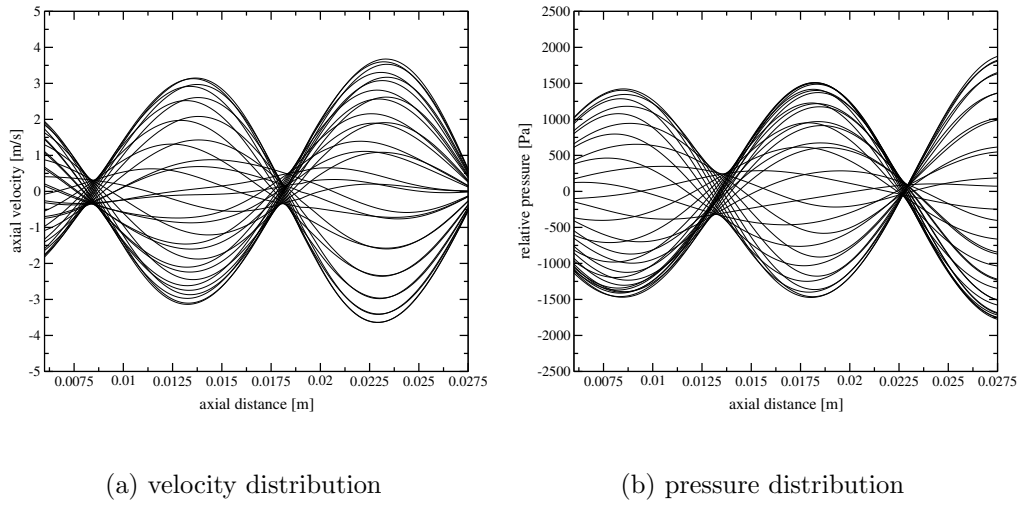 5
4
3
2
1
0
-1
-2
-3
-4
-5
axial velocity [m/s]
0.0075 0.01 0.0125 0.015 0.0175 0.02 0.0225 0.025 0.0275
axial distance [m]
(a) velocity distribution
2500
2000
1500
1000
500
0
-500
-1000
-1500
-2000
-2500
relative pressure [Pa]
0.0075 0.01 0.0125 0.015 0.0175 0.02 0.0225 0.025 0.0275
axial distance [m]
(b) pressure distribution